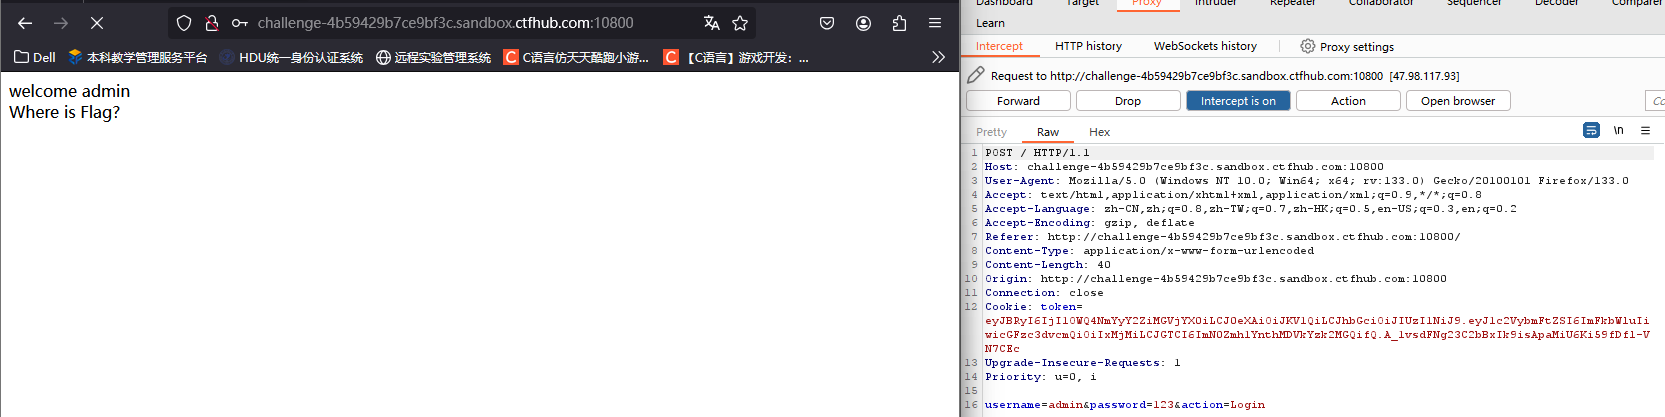 challenge-4b59429b7ce9bf3c.sandbox.ctfhub.com:10800
Dell 本科教学管理服务平台 HDU统一身份认证系统 远程实验管理系统 C语言仿天天酷跑小游... 【C语言】游戏开发：...
welcome admin
Where is Flag?
Dashboard Target Proxy Intruder Repeater Collaborator Sequencer Decoder Comparer
Learn
Intercept HTTP history WebSockets history Proxy settings
Request to http://challenge-4b59429b7ce9bf3c.sandbox.ctfhub.com:10800 [47.98.117.93]
Forward Drop Intercept is on Action Open browser Co
Pretty Raw Hex \n
1 POST / HTTP/1.1
2 Host: challenge-4b59429b7ce9bf3c.sandbox.ctfhub.com:10800
3 User-Agent: Mozilla/5.0 (Windows NT 10.0; Win64; x64; rv:133.0) Gecko/20100101 Firefox/133.0
4 Accept: text/html,application/xhtml+xml,application/xml;q=0.9,*/*;q=0.8
5 Accept-Language: zh-CN,zh;q=0.8,zh-TW;q=0.7,zh-HK;q=0.5,en-US;q=0.3,en;q=0.2
6 Accept-Encoding: gzip, deflate
7 Referer: http://challenge-4b59429b7ce9bf3c.sandbox.ctfhub.com:10800/
8 Content-Type: application/x-www-form-urlencoded
9 Content-Length: 40
10 Origin: http://challenge-4b59429b7ce9bf3c.sandbox.ctfhub.com:10800
11 Connection: close
12 Cookie: token=
13 Upgrade-Insecure-Requests: 1
14 Priority: u=0, i
15
16 username=admin&password=123&action=Login